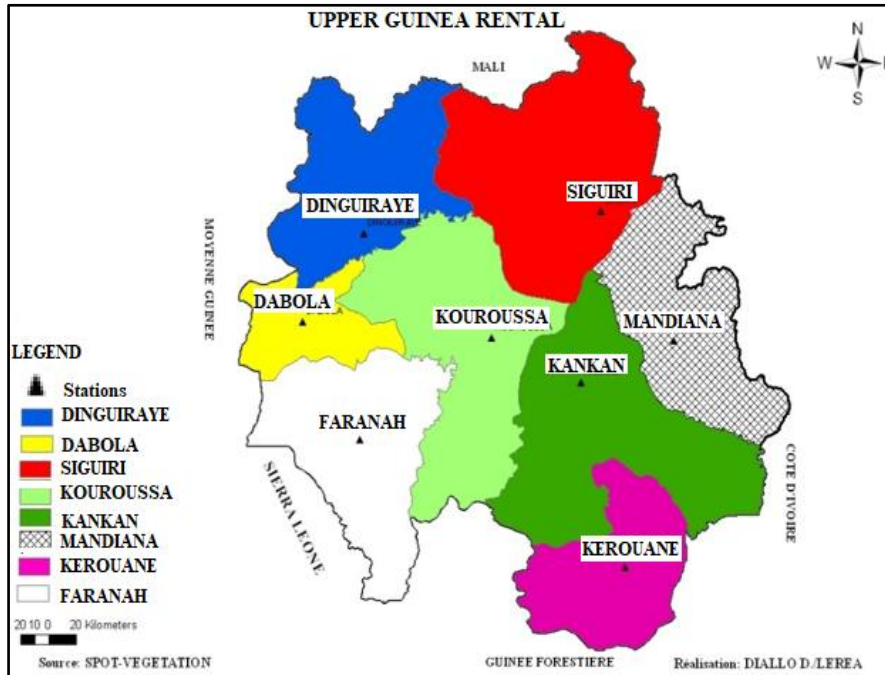 UPPER GUINEA RENTAL
MALI
N
W
E
S
DINGUIRAYE
SIGUIRI
MOYENNE GUINEE
DABOLA
KOUROUSSA
MANDIANA
KANKAN
FARANAH
SIERRA LEONE
COTE D'IVOIRE
KEROUANE
LEGEND
Stations
DINGUIRAYE
DABOLA
SIGUIRI
KOUROUSSA
KANKAN
MANDIANA
KEROUANE
FARANAH
20 10 0 20 Kilometers
Source: SPOT-VEGETATION
GUINEE FORESTIERE
Réalisation: DIALLO D./LEREA